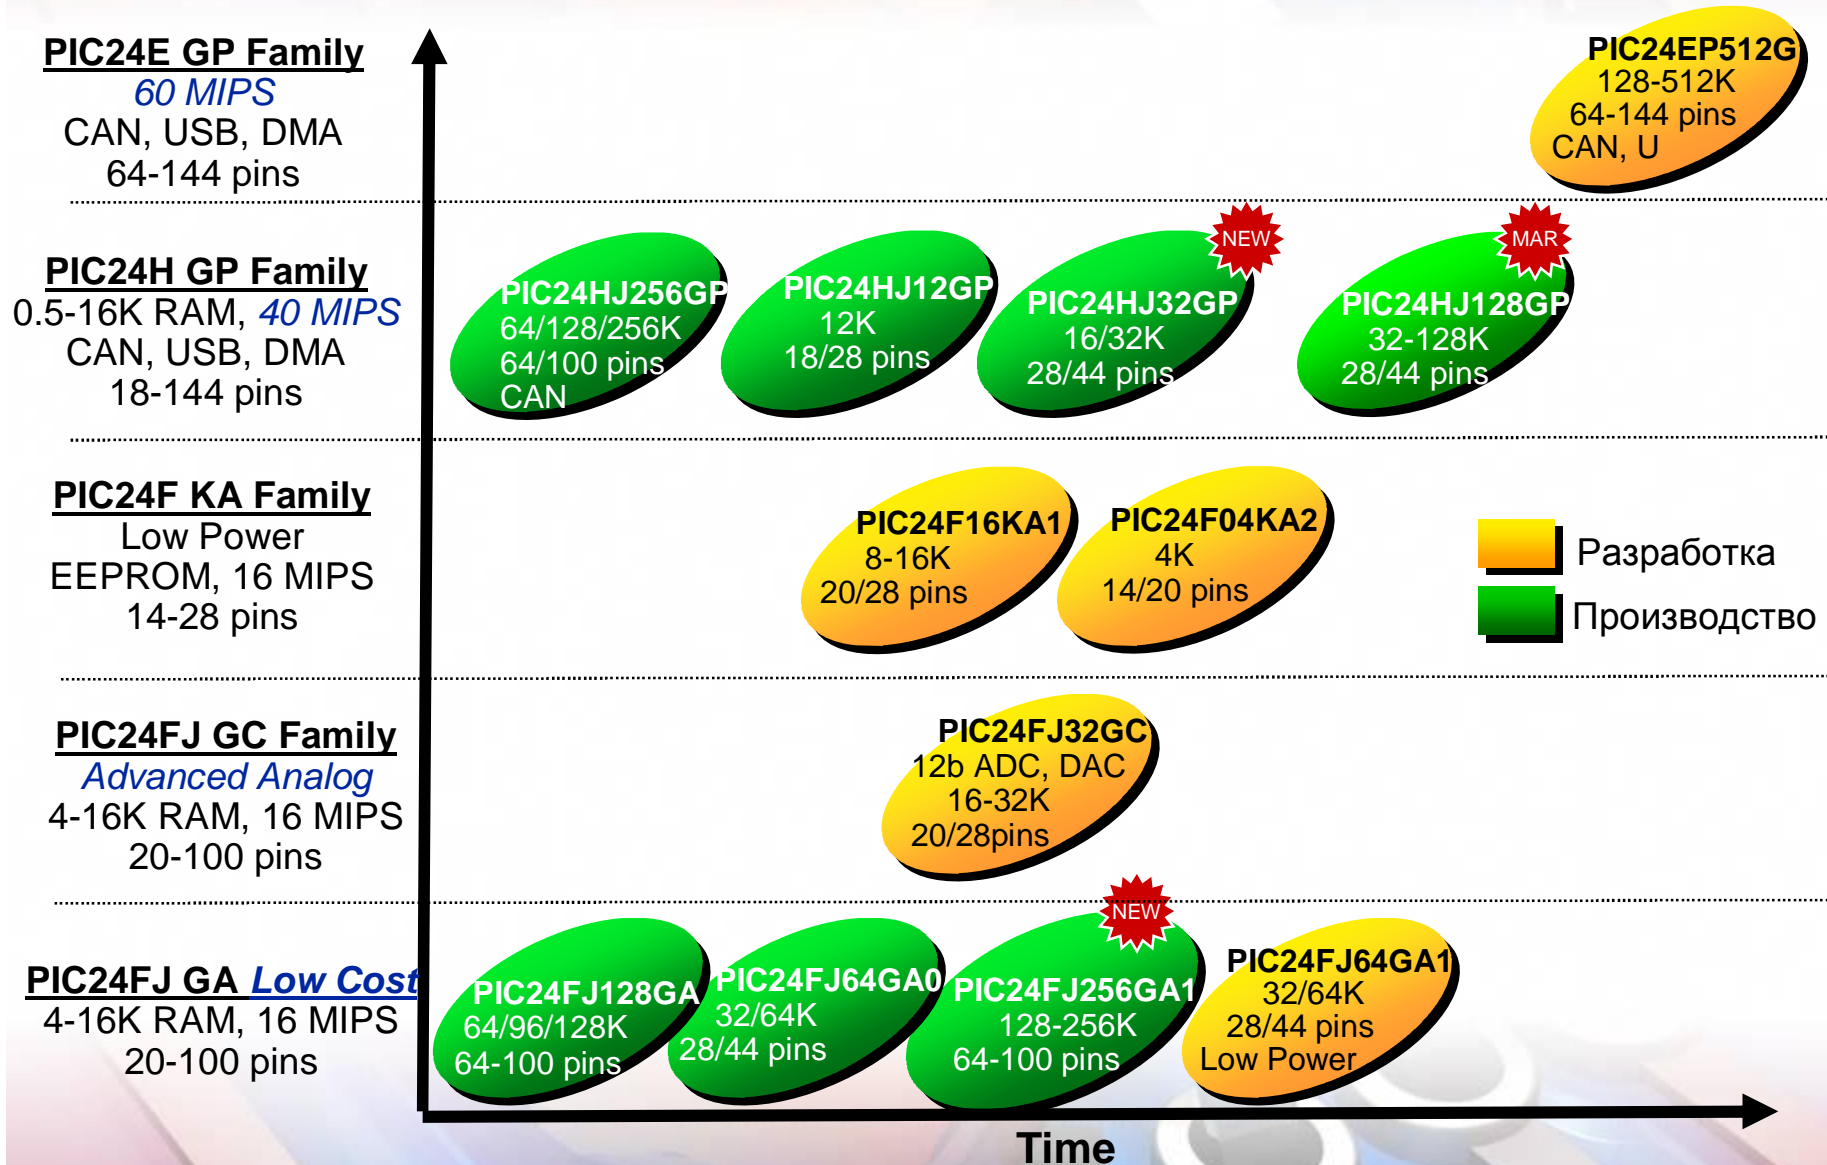 PIC24E GP Family
60 MIPS
CAN, USB, DMA
64-144 pins
PIC24EP512G
128-512K
64-144 pins
CAN, U
PIC24H GP Family
0.5-16K RAM, 40 MIPS
CAN, USB, DMA
18-144 pins
PIC24HJ256GP
64/128/256K
64/100 pins
CAN
PIC24HJ12GP
12K
18/28 pins
NEW
PIC24HJ32GP
16/32K
28/44 pins
MAR
PIC24HJ128GP
32-128K
28/44 pins
PIC24F KA Family
Low Power
EEPROM, 16 MIPS
14-28 pins
PIC24F16KA1
8-16K
20/28 pins
PIC24F04KA2
4K
14/20 pins
Разработка
Производство
PIC24FJ GC Family
Advanced Analog
4-16K RAM, 16 MIPS
20-100 pins
PIC24FJ32GC
12b ADC, DAC
16-32K
20/28pins
PIC24FJ GA Low Cost
4-16K RAM, 16 MIPS
20-100 pins
PIC24FJ128GA
64/96/128K
64-100 pins
PIC24FJ64GA0
32/64K
28/44 pins
NEW
PIC24FJ256GA1
128-256K
64-100 pins
PIC24FJ64GA1
32/64K
28/44 pins
Low Power
Time